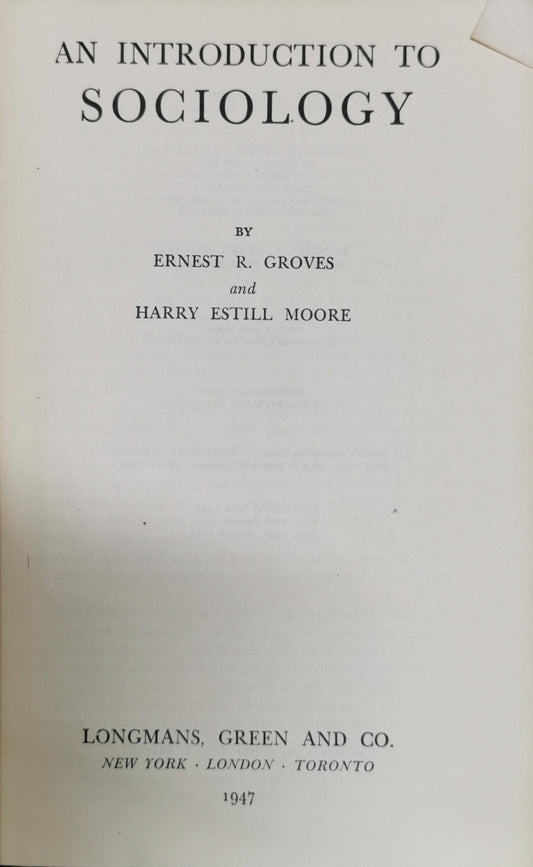 AN INTRODUCTION TO
SOCIOLOGY
BY
ERNEST R. GROVES
and
HARRY ESTILL MOORE
LONGMANS, GREEN AND CO.
NEW YORK · LONDON · TORONTO
1947